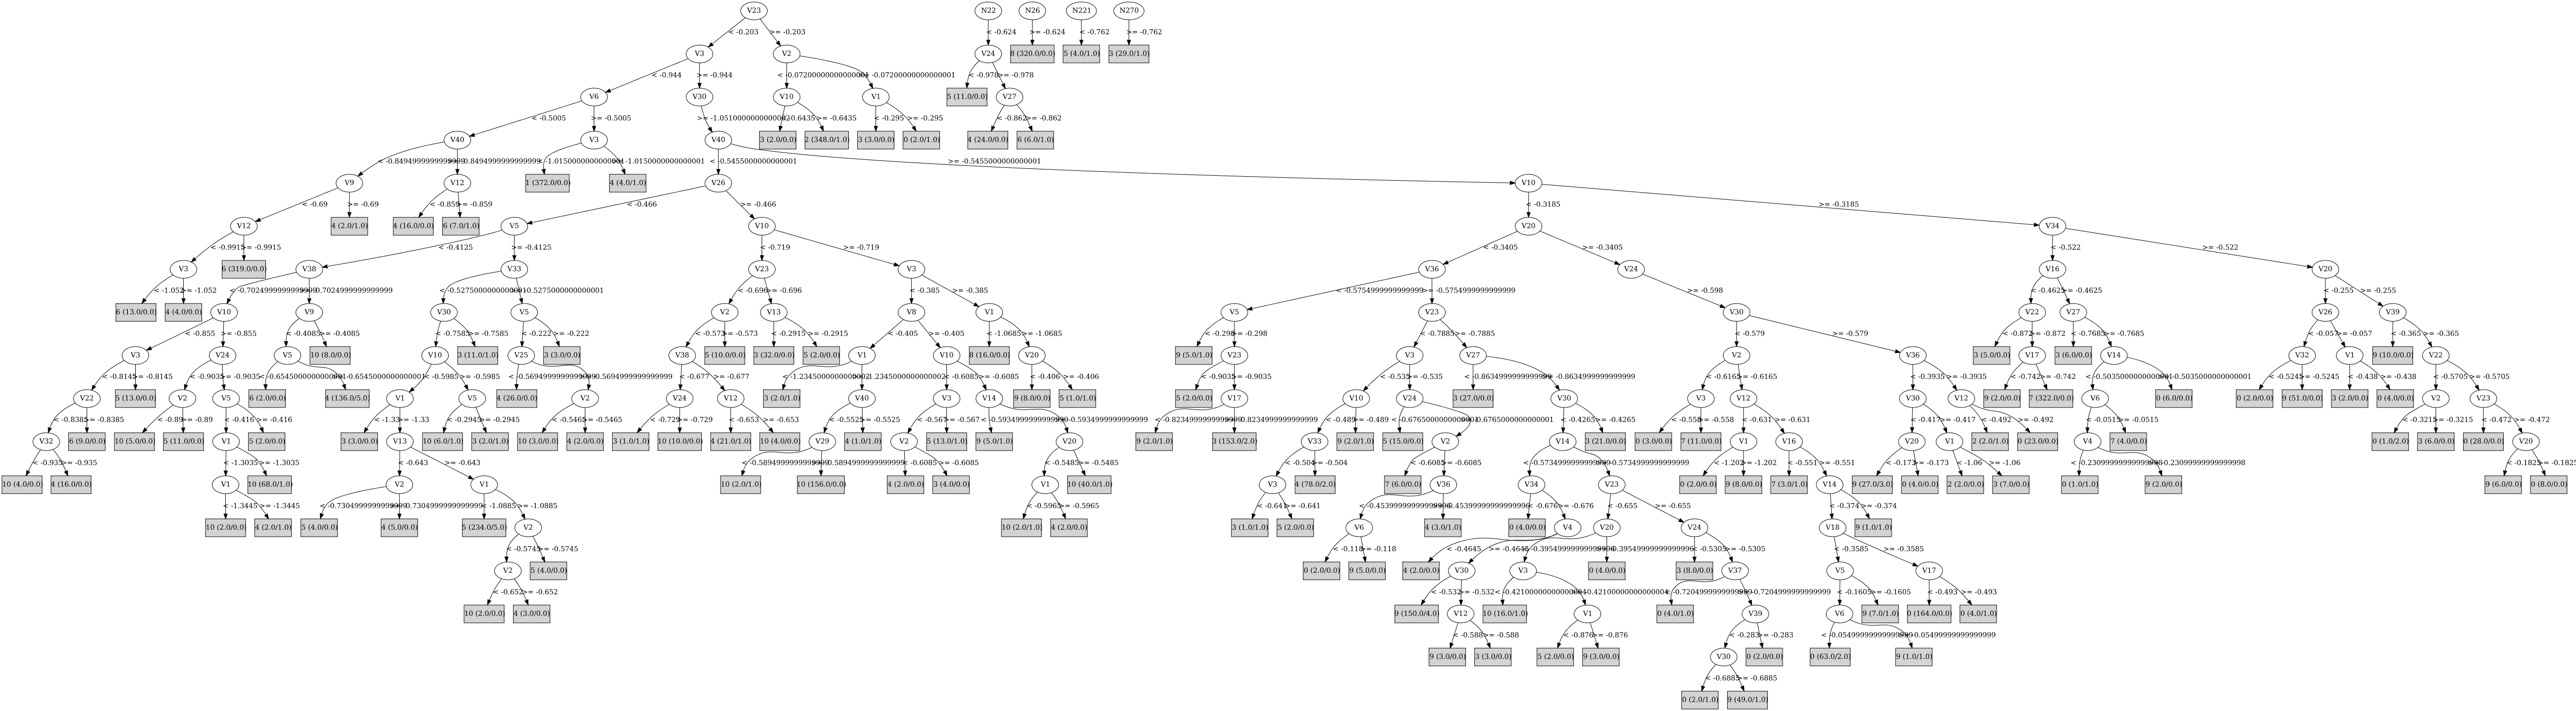 V23 N22 N26 N221 N270
< -0.203 >= -0.203 < -0.624 >= -0.624 < -0.762 >= -0.762
V3 V2 V24 8 (320.0/0.0) 5 (4.0/1.0) 3 (29.0/1.0)
< -0.944 >= -0.944 < -0.07200000000000001 -0.07200000000000001 < -0.978 >= -0.978
V6 V30 V10 V1 5 (11.0/0.0) V27
< -0.5005 >= -0.5005 >= -1.0510000000000002 -0.6435 >= -0.6435 < -0.295 >= -0.295 < -0.862 >= -0.862
V40 V3 V40 3 (2.0/0.0) 2 (348.0/1.0) 3 (3.0/0.0) 0 (2.0/1.0) 4 (24.0/0.0) 6 (6.0/1.0)
< -0.8494999999999999 0.8494999999999999 < -1.0150000000000001 -1.0150000000000001 < -0.5455000000000001 >= -0.5455000000000001
V9 V12 1 (372.0/0.0) 4 (4.0/1.0) V26 V10
< -0.69 >= -0.69 < -0.859 >= -0.859 < -0.466 >= -0.466 < -0.3185 >= -0.3185
V12 4 (2.0/1.0) 4 (16.0/0.0) 6 (7.0/1.0) V5 V10 V20 V34
< -0.9915 >= -0.9915 < -0.4125 >= -0.4125 < -0.719 >= -0.719 < -0.3405 >= -0.3405 < -0.522 >= -0.522
V3 6 (319.0/0.0) V38 V33 V23 V3 V36 V24 V16 V20
< -1.052 >= -1.052 < -0.7024999999999999 0.7024999999999999 < -0.5275000000000001 -0.5275000000000001 < -0.696 >= -0.696 < -0.385 >= -0.385 < -0.5754999999999999 >= -0.5754999999999999 >= -0.598 < -0.4625 >= -0.4625 < -0.255 >= -0.255
6 (13.0/0.0) 4 (4.0/0.0) V10 V9 V30 V5 V2 V13 V8 V1 V5 V23 V30 V22 V27 V26 V39
< -0.855 >= -0.855 < -0.4085 >= -0.4085 < -0.7585 >= -0.7585 < -0.222 >= -0.222 < -0.573 >= -0.573 < -0.2915 >= -0.2915 < -0.405 >= -0.405 < -1.0685 >= -1.0685 < -0.298 >= -0.298 < -0.7885 >= -0.7885 < -0.579 >= -0.579 < -0.872 >= -0.872 < -0.7685 >= -0.7685 < -0.057 >= -0.057 < -0.365 >= -0.365
V3 V24 V5 10 (8.0/0.0) V10 3 (11.0/1.0) V25 3 (3.0/0.0) V38 5 (10.0/0.0) 3 (32.0/0.0) 5 (2.0/0.0) V1 V10 8 (16.0/0.0) V20 9 (5.0/1.0) V23 V3 V27 V2 V36 3 (5.0/0.0) V17 3 (6.0/0.0) V14 V32 V1 9 (10.0/0.0) V22
< -0.8145 >= -0.8145 < -0.9035 >= -0.9035 < -0.6545000000000001 -0.6545000000000001 < -0.5985 >= -0.5985 < -0.5694999999999999 0.5694999999999999 < -0.677 >= -0.677 < -1.2345000000000002 1.2345000000000002 < -0.6085 >= -0.6085 < -0.406 >= -0.406 < -0.9035 >= -0.9035 < -0.535 >= -0.535 < -0.8634999999999999 -0.8634999999999999 < -0.6165 >= -0.6165 < -0.3935 >= -0.3935 < -0.742 >= -0.742 < -0.5035000000000001 -0.5035000000000001 < -0.5245 >= -0.5245 < -0.438 >= -0.438 < -0.5705 >= -0.5705
V22 5 (13.0/0.0) V2 V5 6 (2.0/0.0) 4 (136.0/5.0) V1 V5 4 (26.0/0.0) V2 V24 V12 3 (2.0/1.0) V40 V3 V14 9 (8.0/0.0) 5 (1.0/1.0) 5 (2.0/0.0) V17 V10 V24 3 (27.0/0.0) V30 V3 V12 V30 V12 9 (2.0/0.0) 7 (322.0/0.0) V6 0 (6.0/0.0) 0 (2.0/0.0) 9 (51.0/0.0) 3 (2.0/0.0) 0 (4.0/0.0) V2 V23
< -0.8385 >= -0.8385 < -0.89 >= -0.89 < -0.416 >= -0.416 < -1.33 >= -1.33 < -0.2945 >= -0.2945 < -0.5465 >= -0.5465 < -0.729 >= -0.729 < -0.653 >= -0.653 < -0.5525 >= -0.5525 < -0.567 >= -0.567 < -0.5934999999999999 0.5934999999999999 < -0.8234999999999999 0.8234999999999999 < -0.489 >= -0.489 < -0.6765000000000001 -0.6765000000000001 < -0.4265 >= -0.4265 < -0.558 >= -0.558 < -0.631 >= -0.631 < -0.417 >= -0.417 < -0.492 >= -0.492 < -0.0515 >= -0.0515 < -0.3215 >= -0.3215 < -0.472 >= -0.472
V32 6 (9.0/0.0) 10 (5.0/0.0) 5 (11.0/0.0) V1 5 (2.0/0.0) 3 (3.0/0.0) V13 10 (6.0/1.0) 3 (2.0/1.0) 10 (3.0/0.0) 4 (2.0/0.0) 3 (1.0/1.0) 10 (10.0/0.0) 4 (21.0/1.0) 10 (4.0/0.0) V29 4 (1.0/1.0) V2 5 (13.0/1.0) 9 (5.0/1.0) V20 9 (2.0/1.0) 3 (153.0/2.0) V33 9 (2.0/1.0) 5 (15.0/0.0) V2 V14 3 (21.0/0.0) 0 (3.0/0.0) 7 (11.0/0.0) V1 V16 V20 V1 2 (2.0/1.0) 0 (23.0/0.0) V4 7 (4.0/0.0) 0 (1.0/2.0) 3 (6.0/0.0) 0 (28.0/0.0) V20
< -0.935 >= -0.935 < -1.3035 >= -1.3035 < -0.643 >= -0.643 < -0.5894999999999999 0.5894999999999999 < -0.6085 >= -0.6085 < -0.5485 >= -0.5485 < -0.504 >= -0.504 < -0.6085 >= -0.6085 < -0.5734999999999999 -0.5734999999999999 < -1.202 >= -1.202 < -0.551 >= -0.551 < -0.173 >= -0.173 < -1.06 >= -1.06 < -0.23099999999999998 -0.23099999999999998 < -0.1825 >= -0.1825
10 (4.0/0.0) 4 (16.0/0.0) V1 10 (68.0/1.0) V2 V1 10 (2.0/1.0) 10 (156.0/0.0) 4 (2.0/0.0) 3 (4.0/0.0) V1 10 (40.0/1.0) V3 4 (78.0/2.0) 7 (6.0/0.0) V36 V34 V23 0 (2.0/0.0) 9 (8.0/0.0) 7 (3.0/1.0) V14 9 (27.0/3.0) 0 (4.0/0.0) 2 (2.0/0.0) 3 (7.0/0.0) 0 (1.0/1.0) 9 (2.0/0.0) 9 (6.0/0.0) 0 (8.0/0.0)
< -1.3445 >= -1.3445 < -0.7304999999999999 0.7304999999999999 < -1.0885 >= -1.0885 < -0.5965 >= -0.5965 < -0.641 >= -0.641 < -0.45399999999999996 -0.45399999999999996 < -0.676 >= -0.676 < -0.655 >= -0.655 < -0.374 >= -0.374
10 (2.0/0.0) 4 (2.0/1.0) 5 (4.0/0.0) 4 (5.0/0.0) 5 (234.0/5.0) V2 10 (2.0/1.0) 4 (2.0/0.0) 3 (1.0/1.0) 5 (2.0/0.0) V6 4 (3.0/1.0) 0 (4.0/0.0) V4 V20 V24 V18 9 (1.0/1.0)
< -0.5745 >= -0.5745 < -0.118 >= -0.118 < -0.4645 >= -0.4645 -0.39549999999999996 -0.39549999999999996 < -0.5305 >= -0.5305 < -0.3585 >= -0.3585
V2 5 (4.0/0.0) 0 (2.0/0.0) 9 (5.0/0.0) 4 (2.0/0.0) V30 V3 0 (4.0/0.0) 3 (8.0/0.0) V37 V5 V17
< -0.652 >= -0.652 < -0.532 >= -0.532 < -0.42100000000000004 -0.42100000000000004 < -0.7204999999999999 0.7204999999999999 < -0.1605 >= -0.1605 < -0.493 >= -0.493
10 (2.0/0.0) 4 (3.0/0.0) 9 (150.0/4.0) V12 10 (16.0/1.0) V1 0 (4.0/1.0) V39 V6 9 (7.0/1.0) 0 (164.0/0.0) 0 (4.0/1.0)
< -0.588 >= -0.588 < -0.876 >= -0.876 < -0.283 >= -0.283 < -0.05499999999999999 -0.05499999999999999
9 (3.0/0.0) 3 (3.0/0.0) 5 (2.0/0.0) 9 (3.0/0.0) V30 0 (2.0/0.0) 0 (63.0/2.0) 9 (1.0/1.0)
< -0.6885 >= -0.6885
0 (2.0/1.0) 9 (49.0/1.0)